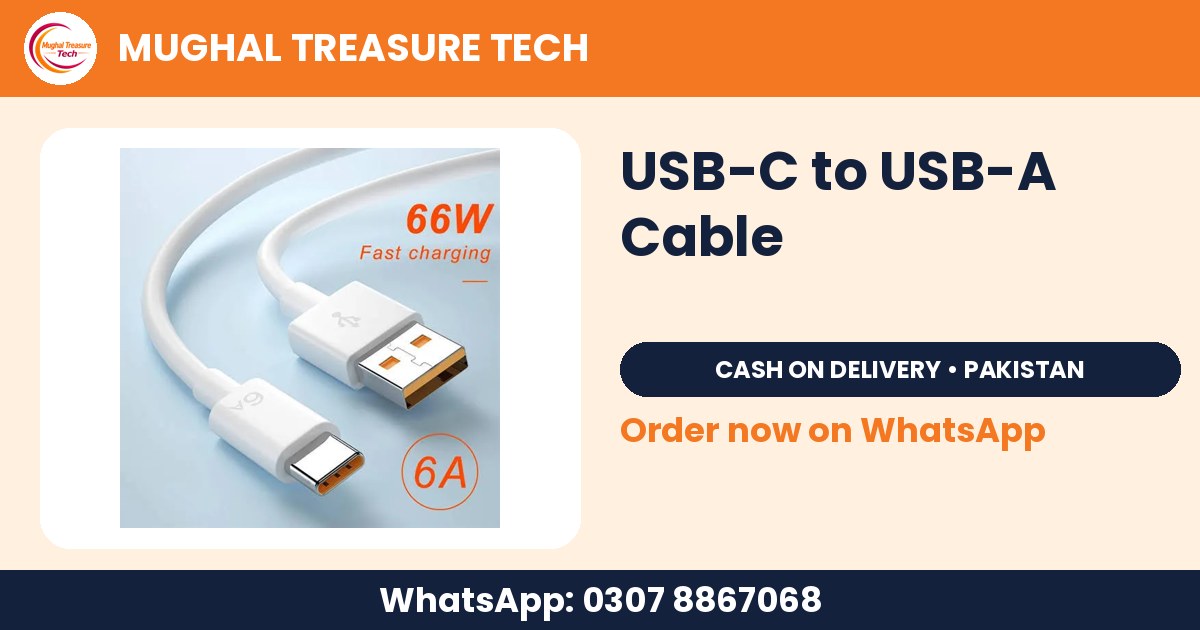 Mughal Treasure
Tech
MUGHAL TREASURE TECH
66W
Fast charging
6A
6A
USB-C to USB-A
Cable
CASH ON DELIVERY • PAKISTAN
Order now on WhatsApp
WhatsApp: 0307 8867068